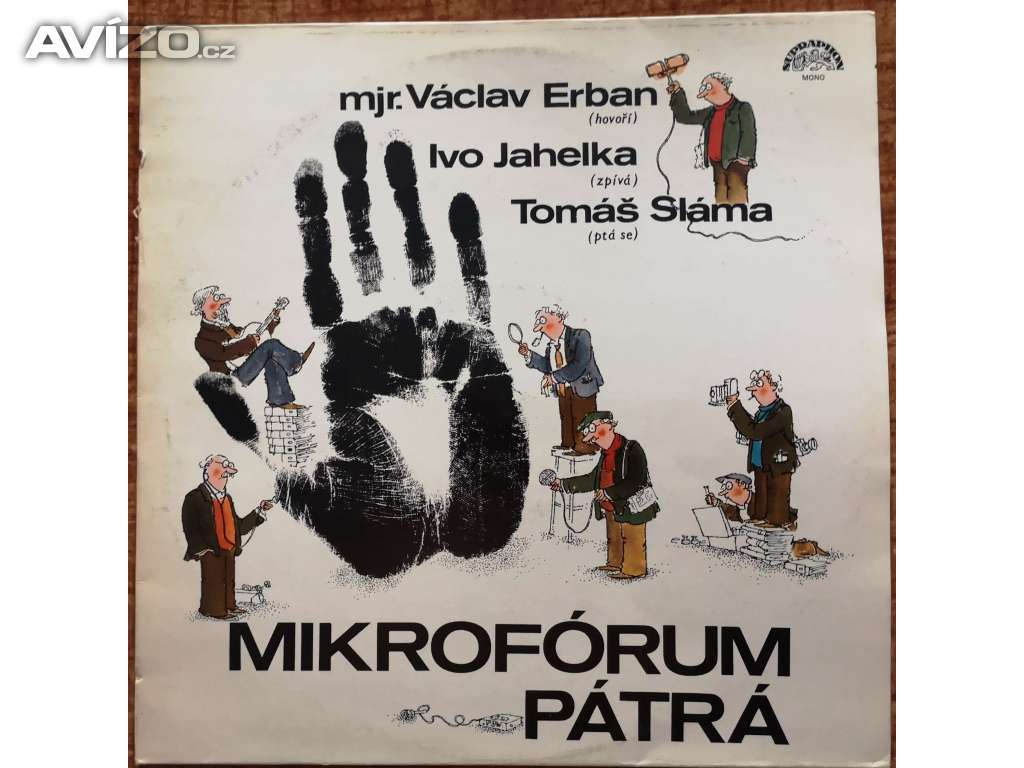 AVÍZO.cz
SUPRAPHON
MONO
mjr. Václav Erban
(hovoří)
Ivo Jahelka
(zpívá)
Tomáš Sláma
(ptá se)
MIKROFÓRUM
PÁTRÁ